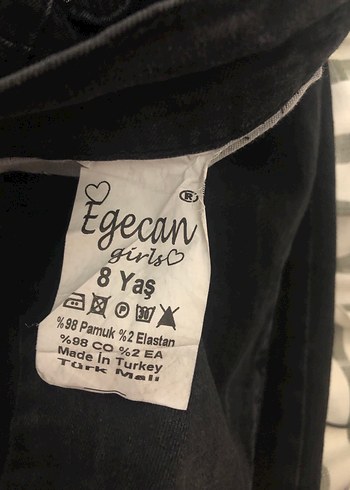 ®
Egecan
girls
8 Yaş
%98 Pamuk %2 Elastan
%98 CO %2 EA
Made In Turkey
Türk Malı